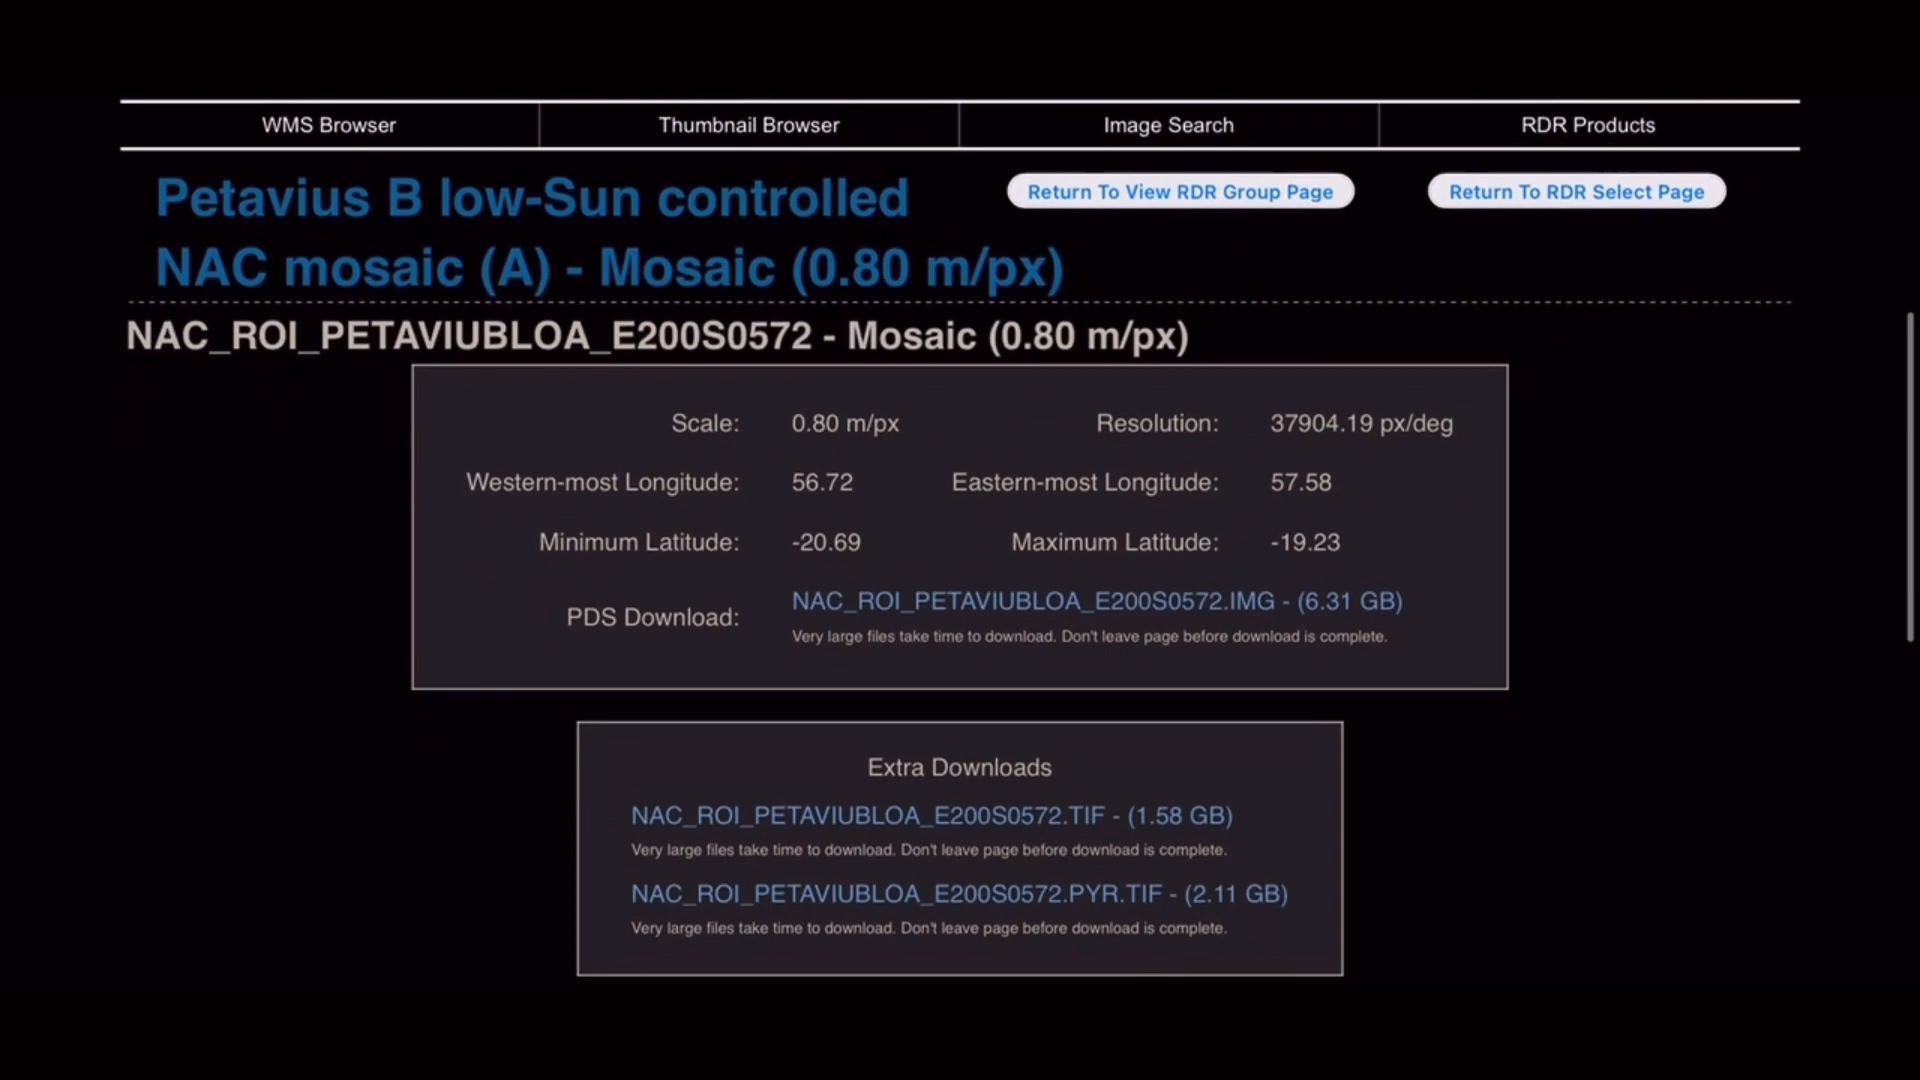 WMS Browser Thumbnail Browser Image Search RDR Products
Petavius B low-Sun controlled
NAC mosaic (A) - Mosaic (0.80 m/px)
Return To View RDR Group Page Return To RDR Select Page
NAC_ROI_PETAVIUBLOA_E200S0572 - Mosaic (0.80 m/px)
Scale: 0.80 m/px Resolution: 37904.19 px/deg
Western-most Longitude: 56.72 Eastern-most Longitude: 57.58
Minimum Latitude: -20.69 Maximum Latitude: -19.23
PDS Download: NAC_ROI_PETAVIUBLOA_E200S0572.IMG - (6.31 GB)
Very large files take time to download. Don't leave page before download is complete.
Extra Downloads
NAC_ROI_PETAVIUBLOA_E200S0572.TIF - (1.58 GB)
Very large files take time to download. Don't leave page before download is complete.
NAC_ROI_PETAVIUBLOA_E200S0572.PYR.TIF - (2.11 GB)
Very large files take time to download. Don't leave page before download is complete.